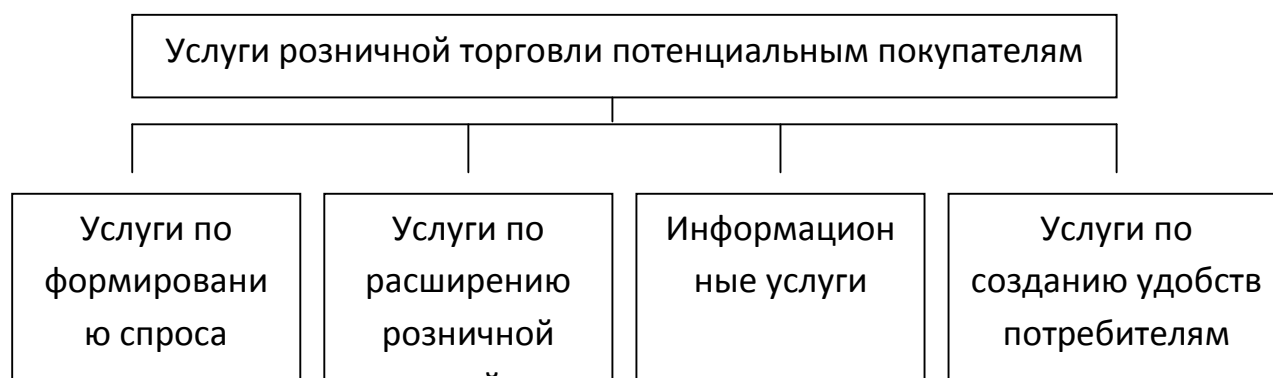 Услуги розничной торговли потенциальным покупателям
Услуги по
формировани
ю спроса
Услуги по
расширению
розничной
Информацион
ные услуги
Услуги по
созданию удобств
потребителям